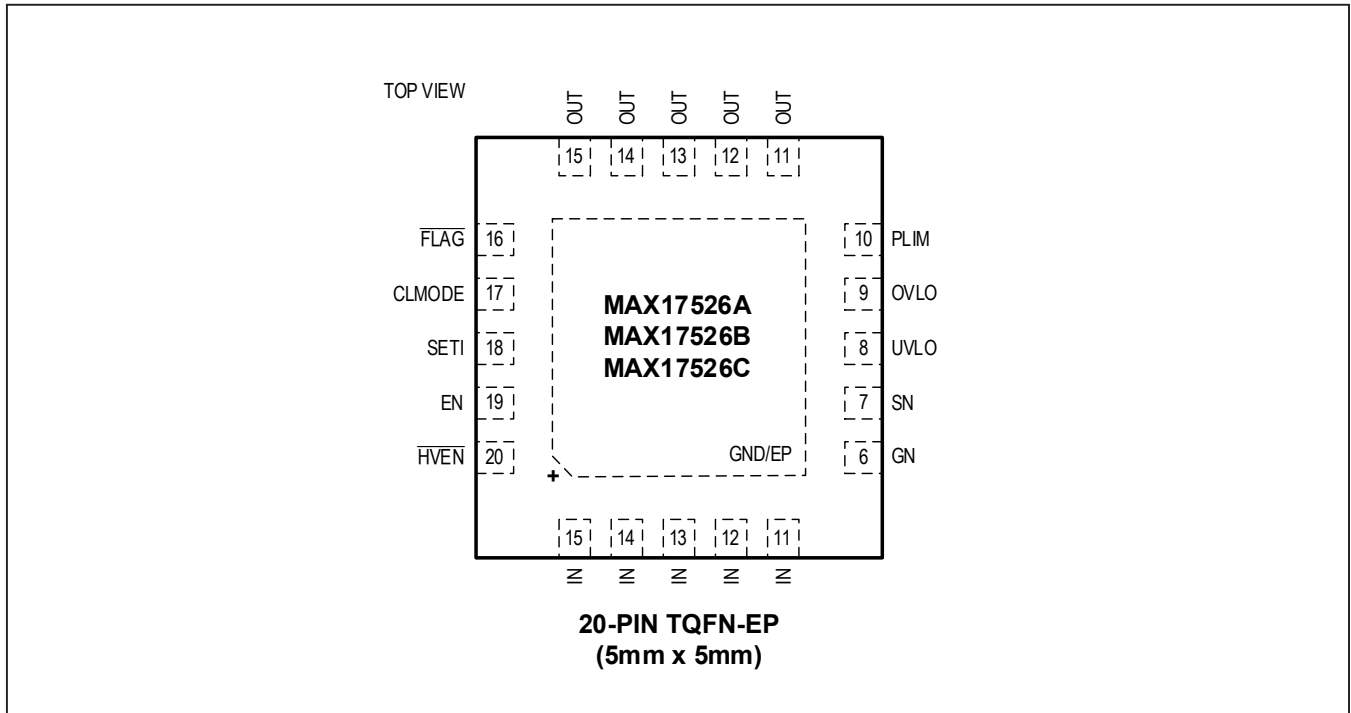 TOP VIEW
OUT OUT OUT OUT OUT
15 14 13 12 11
FLAG 16
CLMODE 17
SETI 18
EN 19
HVEN 20
MAX17526A
MAX17526B
MAX17526C
GND/EP
+
10 PLIM
9 OVLO
8 UVLO
7 SN
6 GN
15 14 13 12 11
IN IN IN IN IN
20-PIN TQFN-EP
(5mm x 5mm)